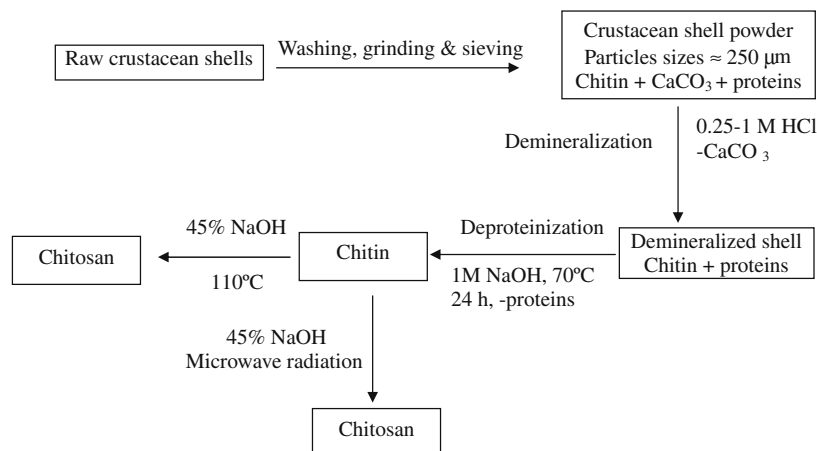 Raw crustacean shells
Washing, grinding & sieving
Crustacean shell powder
Particles sizes ≈ 250 μm
Chitin + CaCO3 + proteins
Demineralization
0.25-1 M HCl
-CaCO 3
Demineralized shell
Chitin + proteins
Deproteinization
1M NaOH, 70ºC
24 h, -proteins
Chitin
45% NaOH
110ºC
Chitosan
45% NaOH
Microwave radiation
Chitosan